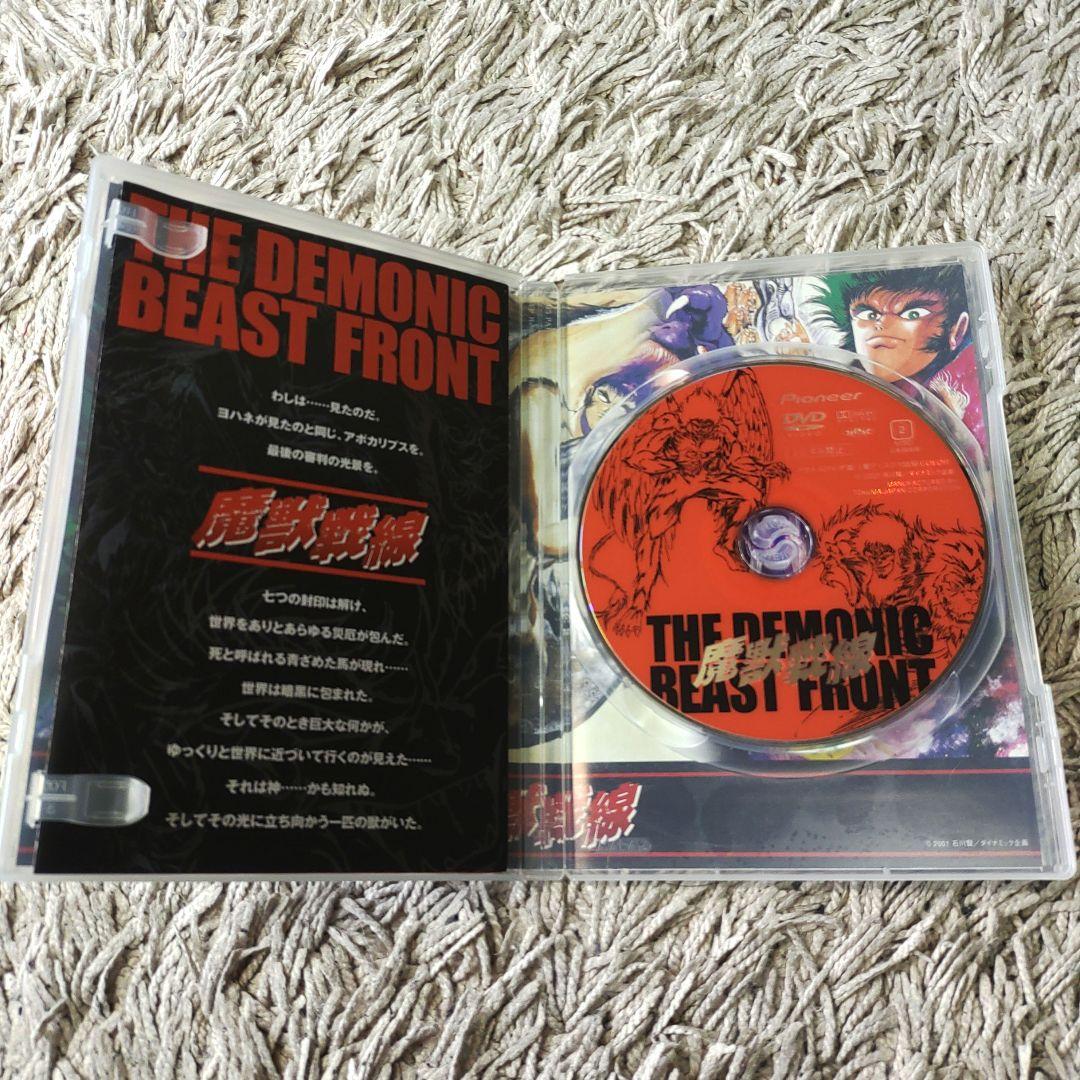 THE DEMONIC
BEAST FRONT
わしは……見たのだ。
ヨハネが見たのと同じ、アポカリプスを。
最後の審判の光景を。
魔獣戦線
七つの封印は解け、
世界をありとあらゆる災厄が包んだ。
死と呼ばれる青ざめた馬が現れ……
世界は暗黒に包まれた。
そしてそのとき巨大な何かが、
ゆっくりと世界に近づいて行くのが見えた……
それは神……かも知れぬ。
そしてその光に立ち向かう一匹の獣がいた。
Pioneer
DVD
2
THE DEMONIC
魔獣戦線
BEAST FRONT
獣戦線
© 2001 石川賢/ダイナミック企画